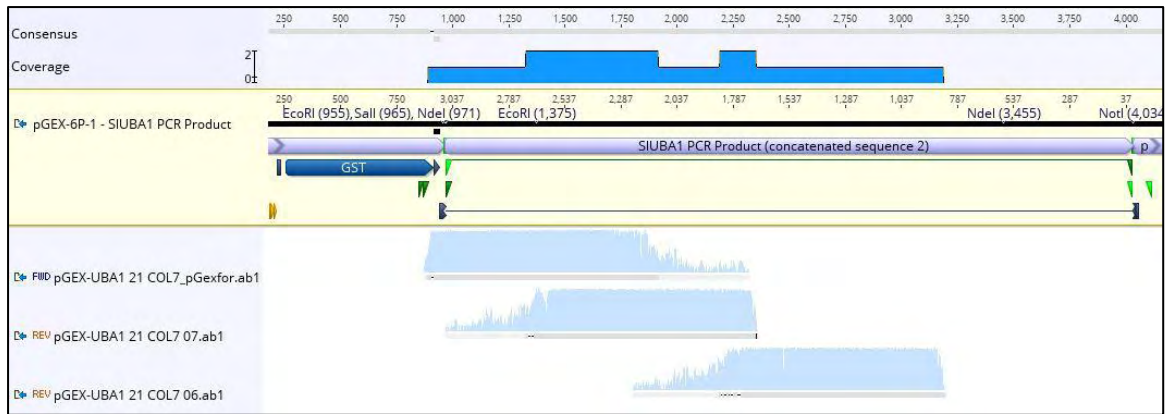 250 500 750 1,000 1,250 1,500 1,750 2,000 2,250 2,500 2,750 3,000 3,250 3,500 3,750 4,000
Consensus
Coverage
2
0
250 500 750 3,037 2,787 2,537 2,287 2,037 1,787 1,537 1,287 1,037 787 537 287 37
EcoRI (955), SalI (965), NdeI (971) EcoRI (1,375) NdeI (3,455) NotI (4,034
pGEX-6P-1 - SIUBA1 PCR Product
SIUBA1 PCR Product (concatenated sequence 2) p
GST
FWD pGEX-UBA1 21 COL7_pGexfor.ab1
REV pGEX-UBA1 21 COL7 07.ab1
REV pGEX-UBA1 21 COL7 06.ab1